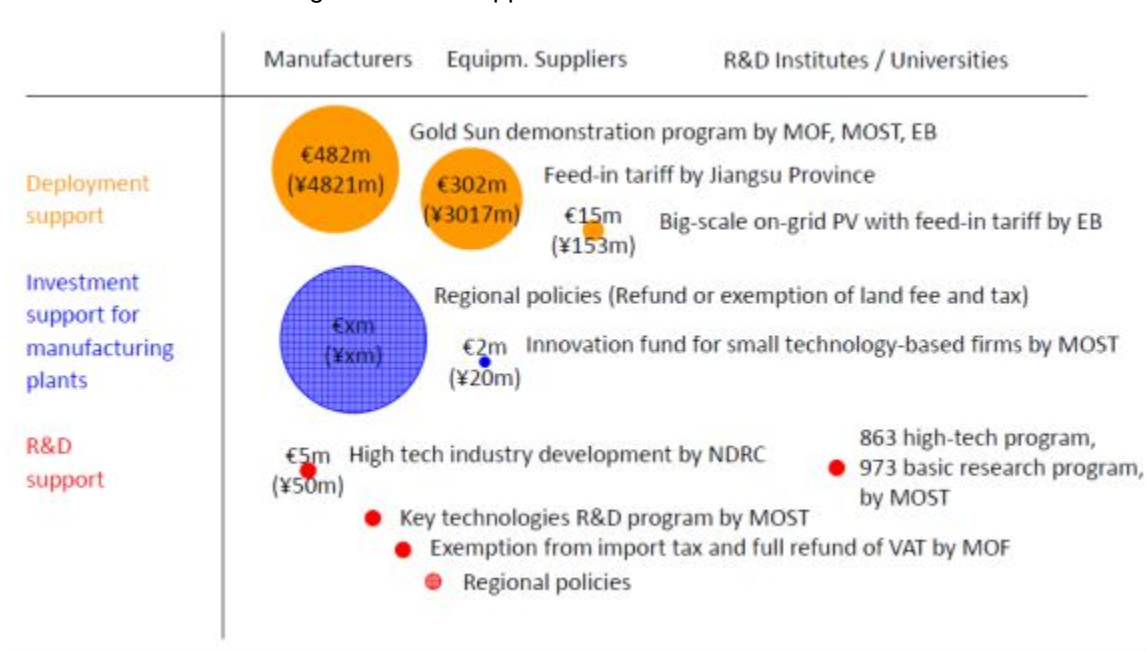 Manufacturers Equipm. Suppliers R&D Institutes / Universities
Gold Sun demonstration program by MOF, MOST, EB
€482m
(¥4821m)
Deployment
support
Feed-in tariff by Jiangsu Province
€302m
(¥3017m)
€15m
(¥153m)
Big-scale on-grid PV with feed-in tariff by EB
Investment
support for
manufacturing
plants
Regional policies (Refund or exemption of land fee and tax)
€xm
(¥xm)
€2m
(¥20m)
Innovation fund for small technology-based firms by MOST
R&D
support
€5m
(¥50m)
High tech industry development by NDRC
863 high-tech program,
973 basic research program,
by MOST
Key technologies R&D program by MOST
Exemption from import tax and full refund of VAT by MOF
Regional policies